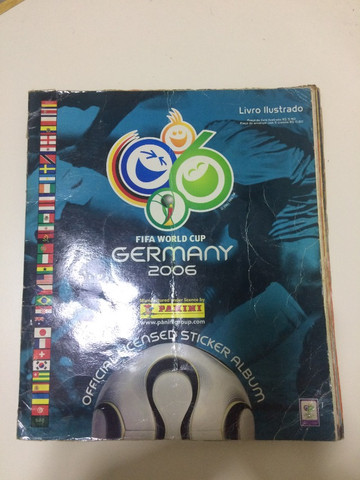 Livro Ilustrado
FIFA WORLD CUP
GERMANY
2006
PANINI
www.paninigroup.com
OFFICIAL LICENSED STICKER ALBUM